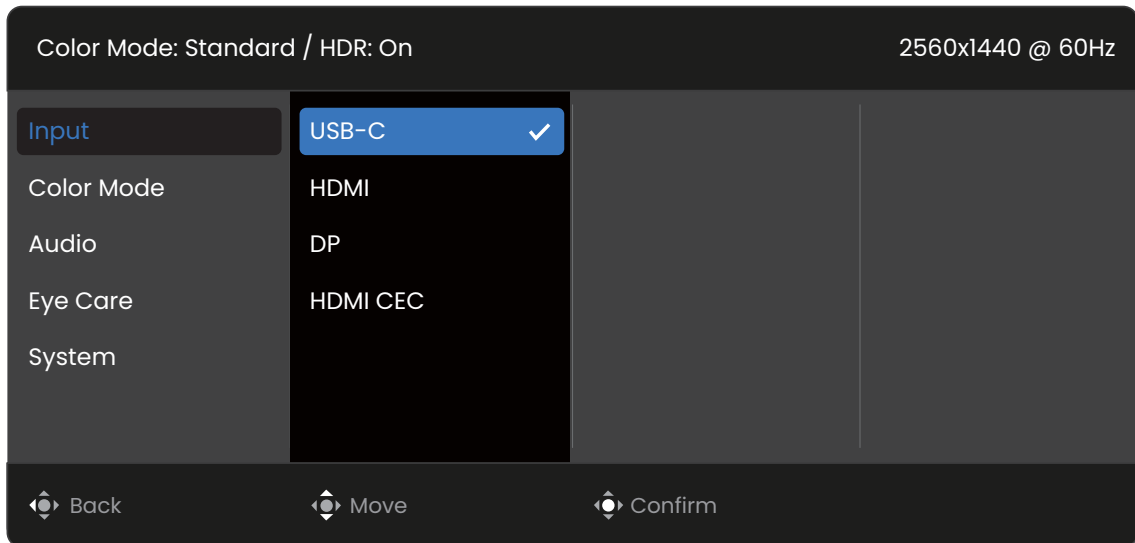 Color Mode: Standard / HDR: On
2560x1440 @ 60Hz
Input
Color Mode
Audio
Eye Care
System
USB-C
HDMI
DP
HDMI CEC
Back
Move
Confirm